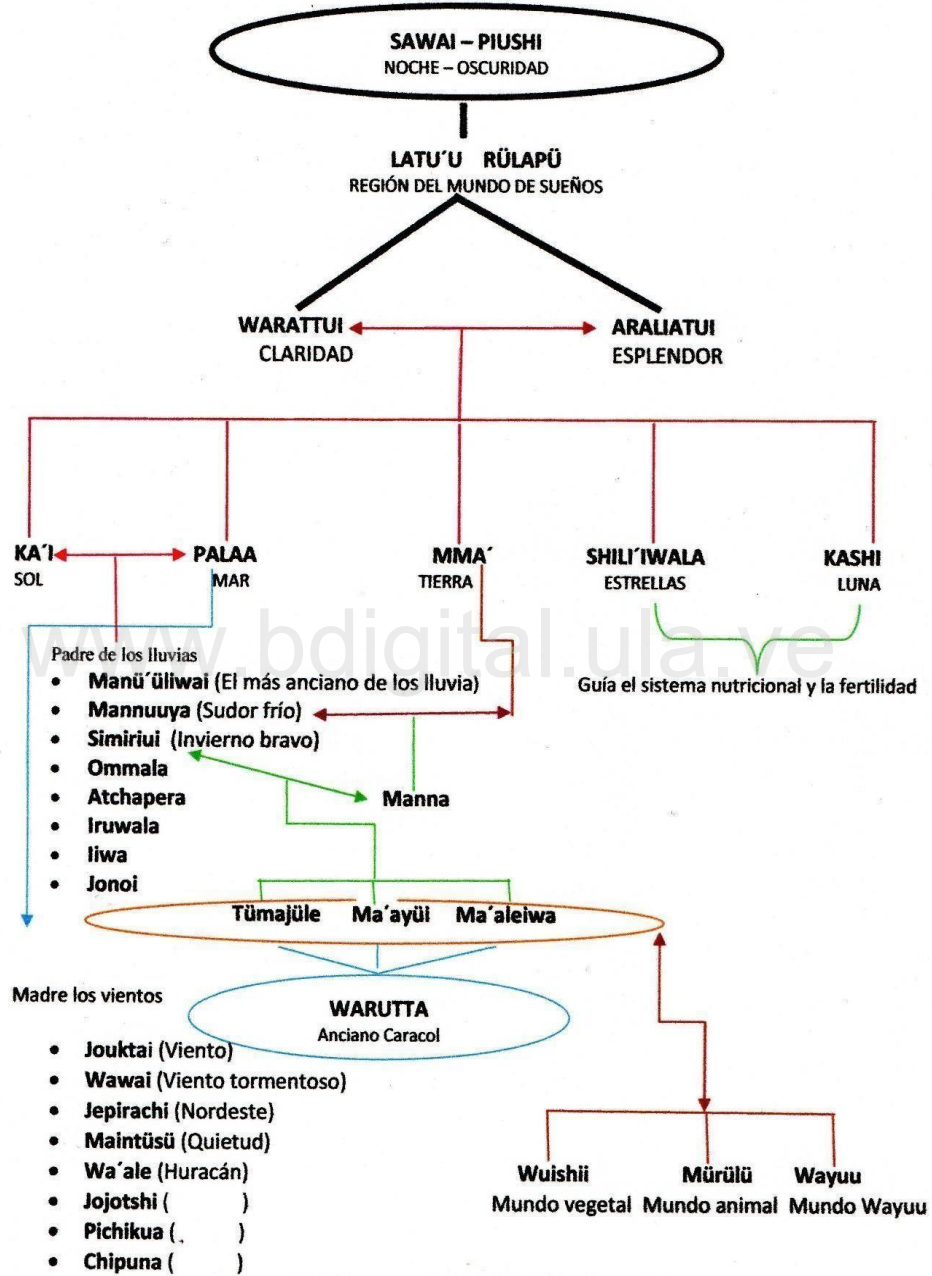 SAWAI – PIUSHI
NOCHE – OSCURIDAD
LATU´U RÜLAPÜ
REGIÓN DEL MUNDO DE SUEÑOS
WARATTUI
CLARIDAD
ARALIATUI
ESPLENDOR
KA´I
SOL
PALAA
MAR
MMA´
TIERRA
SHILI´IWALA
ESTRELLAS
KASHI
LUNA
www.bdigital.ula.ve
Padre de los lluvias
• Manü´üliwai (El más anciano de los lluvia)
• Mannuuya (Sudor frío)
• Simiriui (Invierno bravo)
• Ommala
• Atchapera
• Iruwala
• Iiwa
• Jonoi
Guía el sistema nutricional y la fertilidad
Manna
Tümajüle Ma´ayüi Ma´aleiwa
WARUTTA
Anciano Caracol
Madre los vientos
• Jouktai (Viento)
• Wawai (Viento tormentoso)
• Jepirachi (Nordeste)
• Maintüsü (Quietud)
• Wa´ale (Huracán)
• Jojotshi ( )
• Pichikua ( )
• Chipuna ( )
Wuishii
Mundo vegetal
Mürülü
Mundo animal
Wayuu
Mundo Wayuu